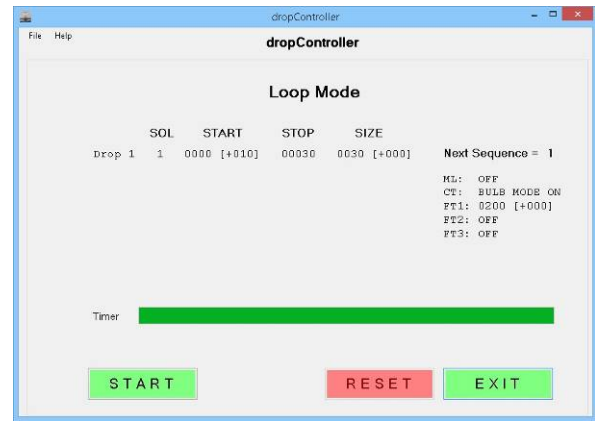 dropController
File Help
dropController
Loop Mode
SOL START STOP SIZE
Drop 1 1 0000 [+010] 00030 0030 [+000]
Next Sequence = 1
ML: OFF
CT: BULB MODE ON
FT1: 0200 [+000]
FT2: OFF
FT3: OFF
Timer
START RESET EXIT